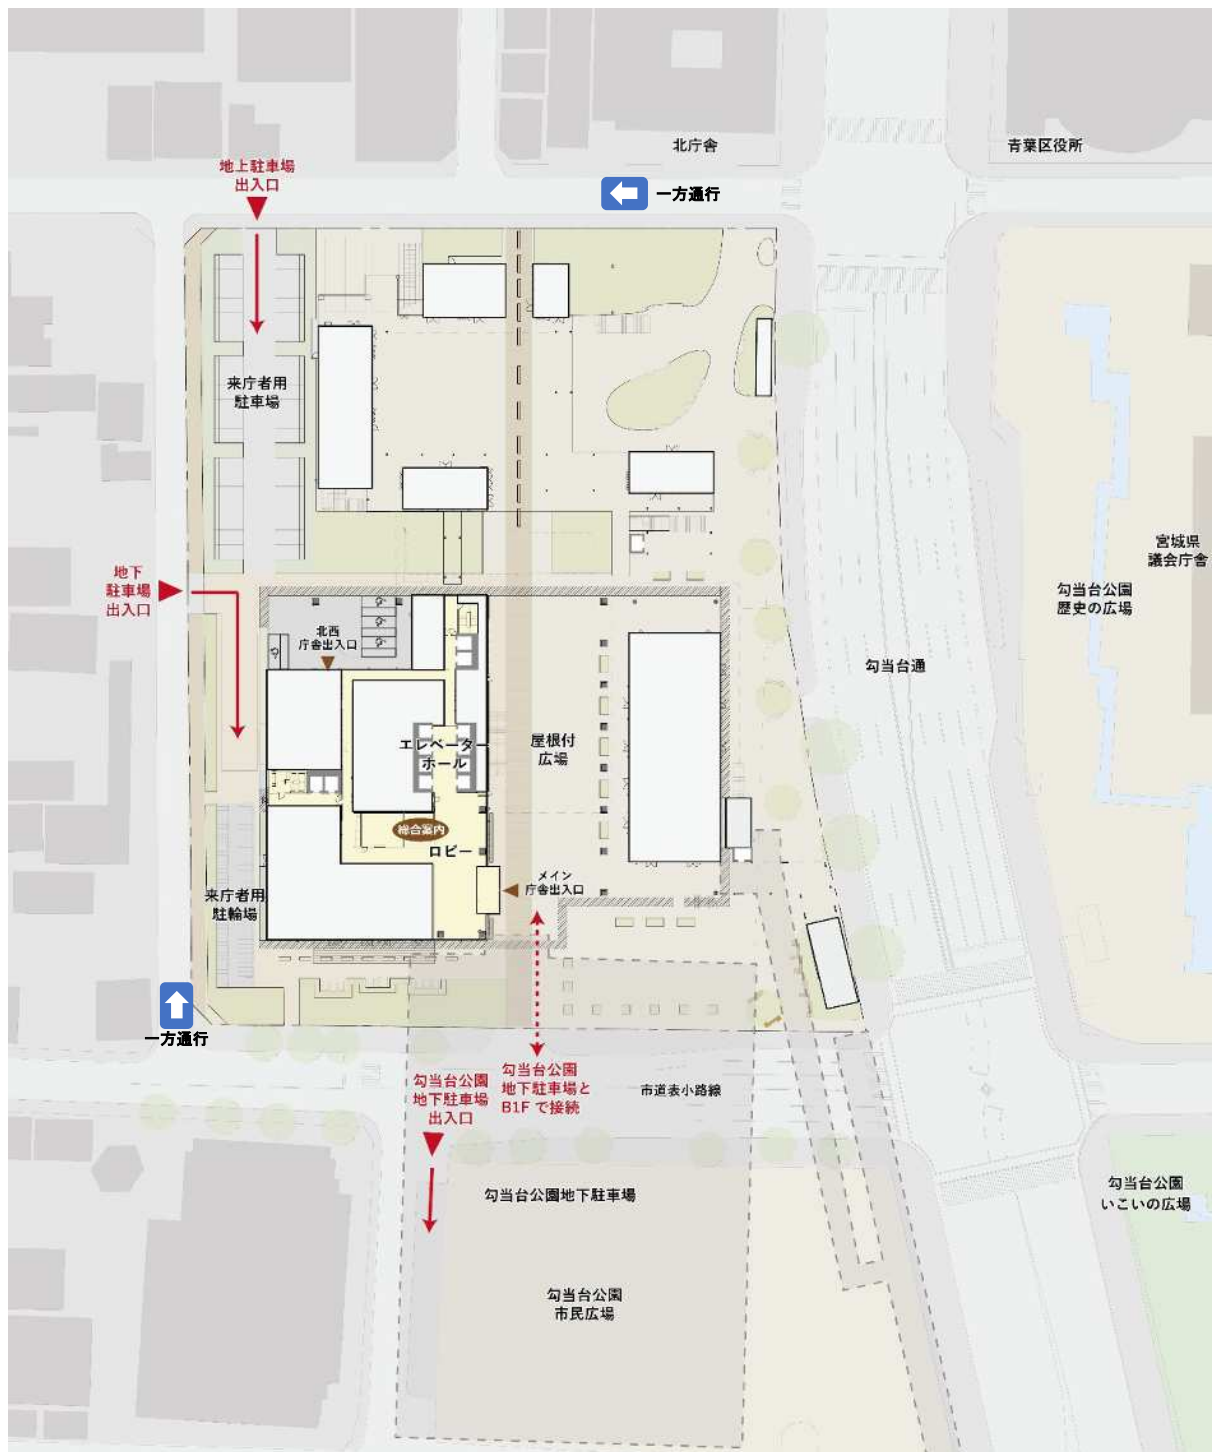 北庁舎
青葉区役所
地上駐車場
出入口
一方通行
来庁者用
駐車場
宮城県
議会庁舎
地下
駐車場
出入口
勾当台公園
歴史の広場
北西
庁舎出入口
勾当台通
エレベーター
ホール
屋根付
広場
総合案内
ロビー
メイン
庁舎出入口
来庁者用
駐輪場
一方通行
勾当台公園
地下駐車場と
B1Fで接続
勾当台公園
地下駐車場
出入口
市道表小路線
勾当台公園地下駐車場
勾当台公園
いこいの広場
勾当台公園
市民広場